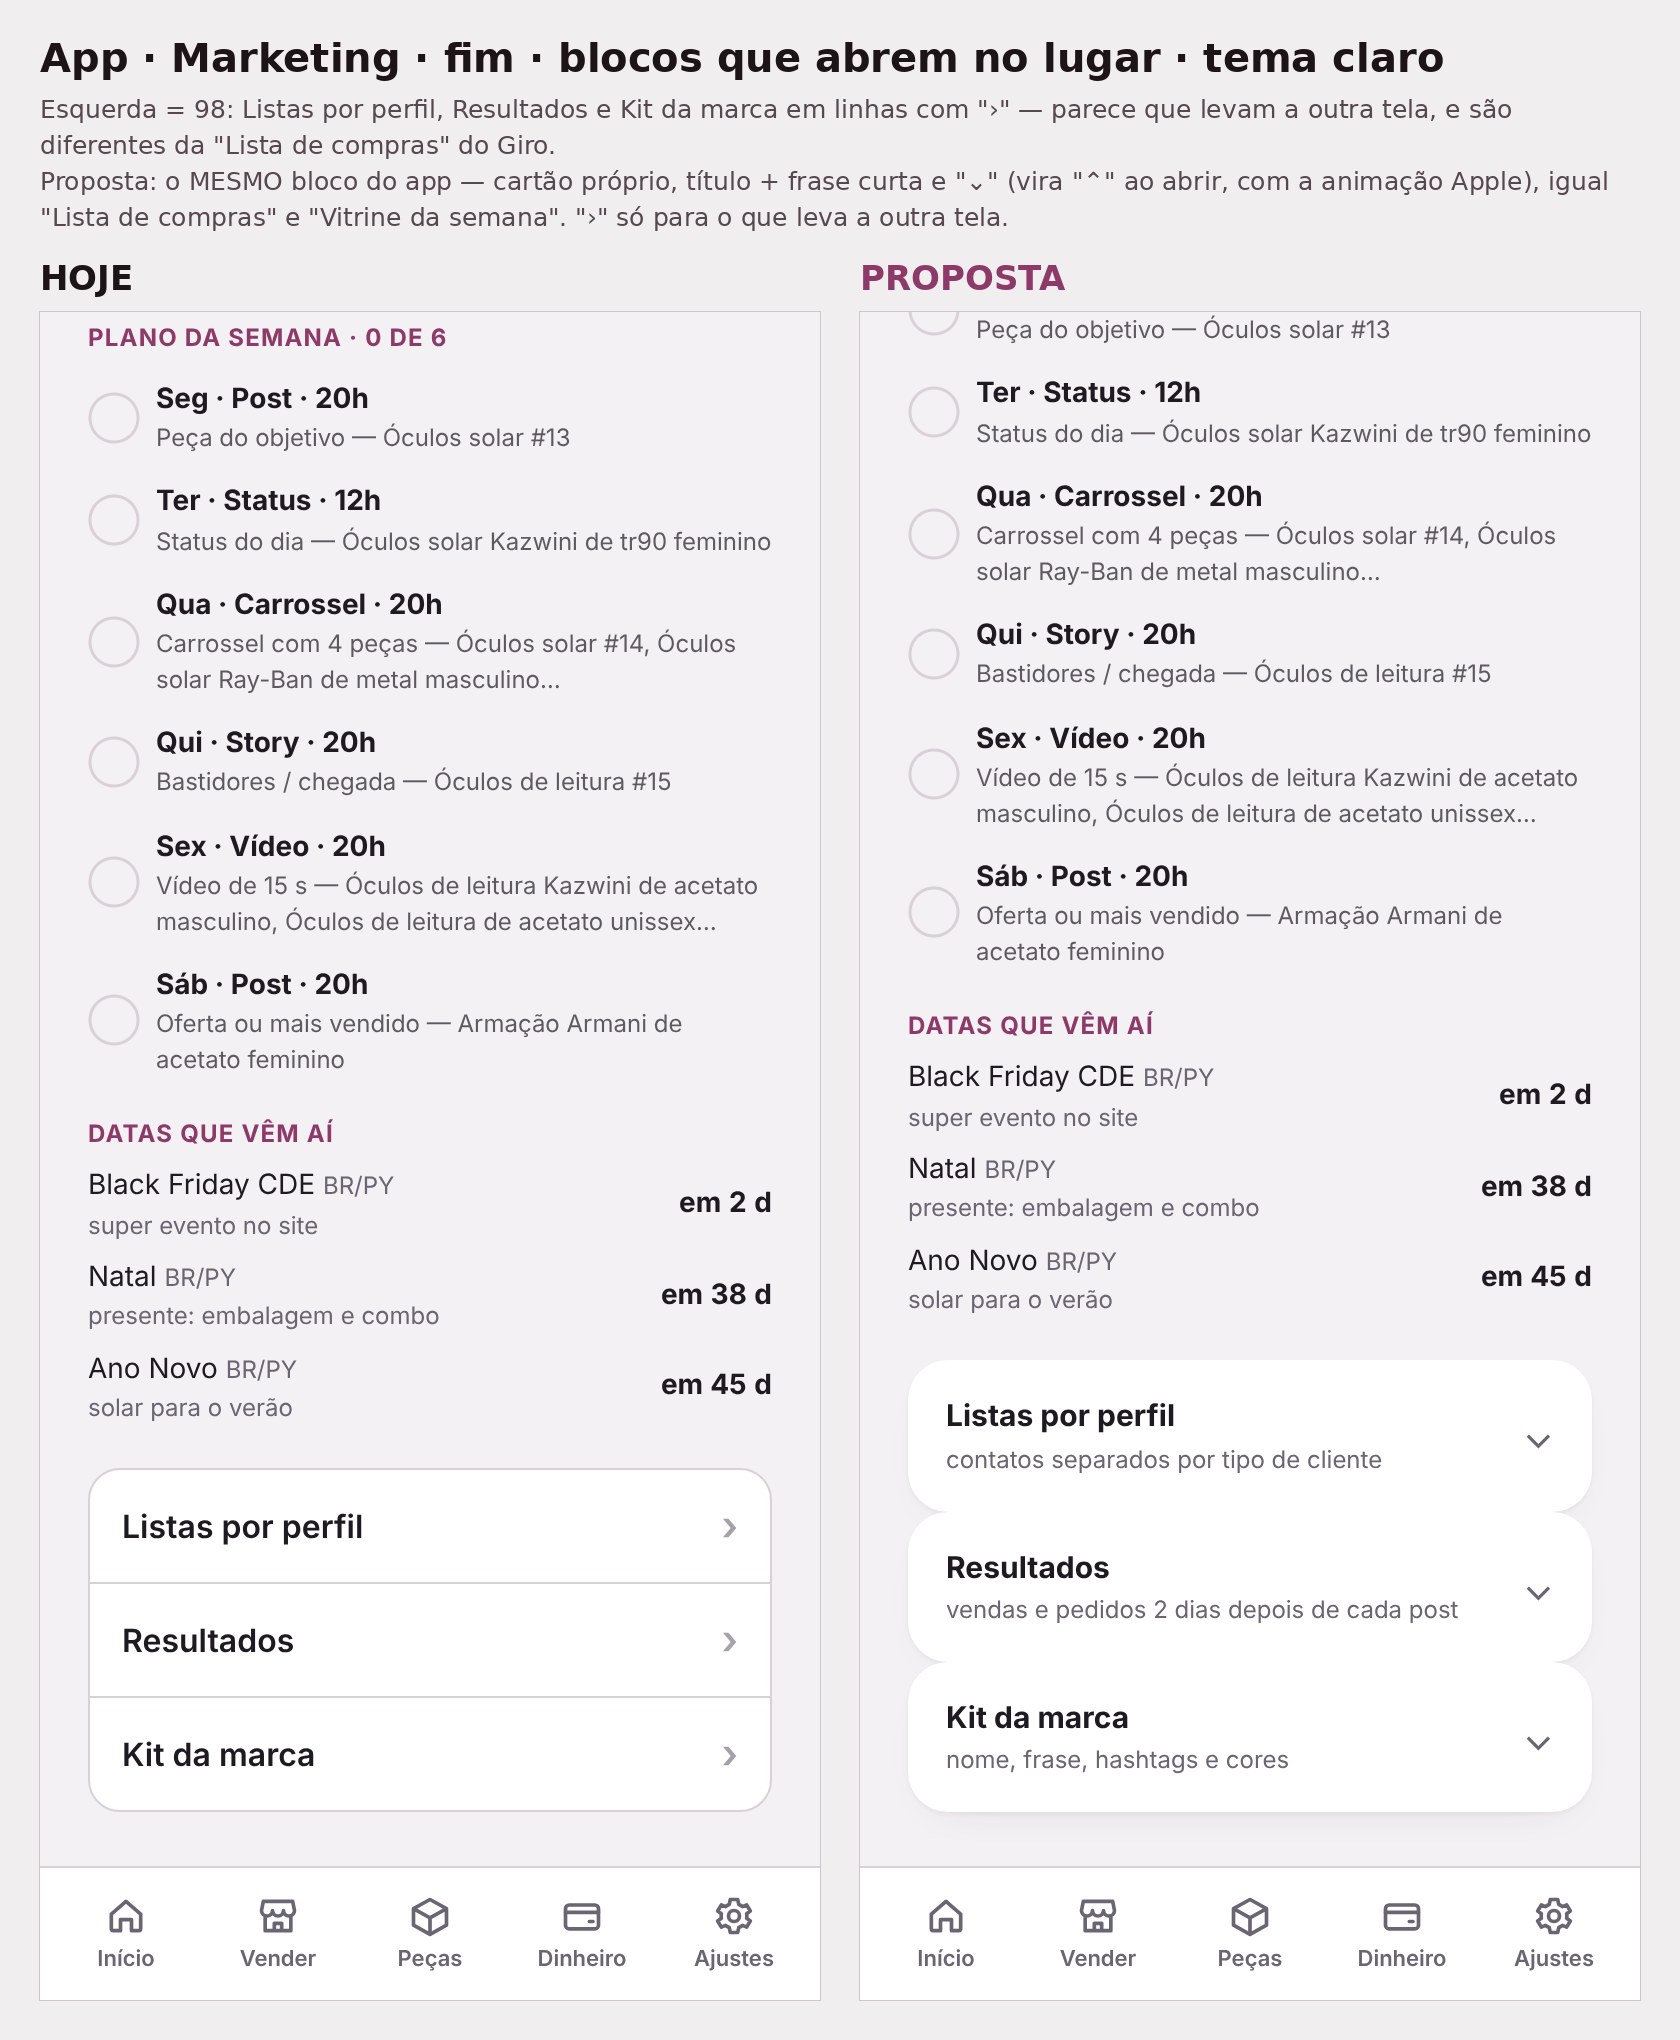 App · Marketing · fim · blocos que abrem no lugar · tema claro
Esquerda = 98: Listas por perfil, Resultados e Kit da marca em linhas com "›" — parece que levam a outra tela, e são
diferentes da "Lista de compras" do Giro.
Proposta: o MESMO bloco do app — cartão próprio, título + frase curta e "⌄" (vira "⌃" ao abrir, com a animação Apple), igual
"Lista de compras" e "Vitrine da semana". "›" só para o que leva a outra tela.
HOJE
PLANO DA SEMANA · 0 DE 6
Seg · Post · 20h
Peça do objetivo — Óculos solar #13
Ter · Status · 12h
Status do dia — Óculos solar Kazwini de tr90 feminino
Qua · Carrossel · 20h
Carrossel com 4 peças — Óculos solar #14, Óculos
solar Ray-Ban de metal masculino...
Qui · Story · 20h
Bastidores / chegada — Óculos de leitura #15
Sex · Vídeo · 20h
Vídeo de 15 s — Óculos de leitura Kazwini de acetato
masculino, Óculos de leitura de acetato unissex...
Sáb · Post · 20h
Oferta ou mais vendido — Armação Armani de
acetato feminino
DATAS QUE VÊM AÍ
Black Friday CDE BR/PY
super evento no site
em 2 d
Natal BR/PY
presente: embalagem e combo
em 38 d
Ano Novo BR/PY
solar para o verão
em 45 d
Listas por perfil ›
Resultados ›
Kit da marca ›
Início
Vender
Peças
Dinheiro
Ajustes
PROPOSTA
Peça do objetivo — Óculos solar #13
Ter · Status · 12h
Status do dia — Óculos solar Kazwini de tr90 feminino
Qua · Carrossel · 20h
Carrossel com 4 peças — Óculos solar #14, Óculos
solar Ray-Ban de metal masculino...
Qui · Story · 20h
Bastidores / chegada — Óculos de leitura #15
Sex · Vídeo · 20h
Vídeo de 15 s — Óculos de leitura Kazwini de acetato
masculino, Óculos de leitura de acetato unissex...
Sáb · Post · 20h
Oferta ou mais vendido — Armação Armani de
acetato feminino
DATAS QUE VÊM AÍ
Black Friday CDE BR/PY
super evento no site
em 2 d
Natal BR/PY
presente: embalagem e combo
em 38 d
Ano Novo BR/PY
solar para o verão
em 45 d
Listas por perfil
contatos separados por tipo de cliente
Resultados
vendas e pedidos 2 dias depois de cada post
Kit da marca
nome, frase, hashtags e cores
Início
Vender
Peças
Dinheiro
Ajustes